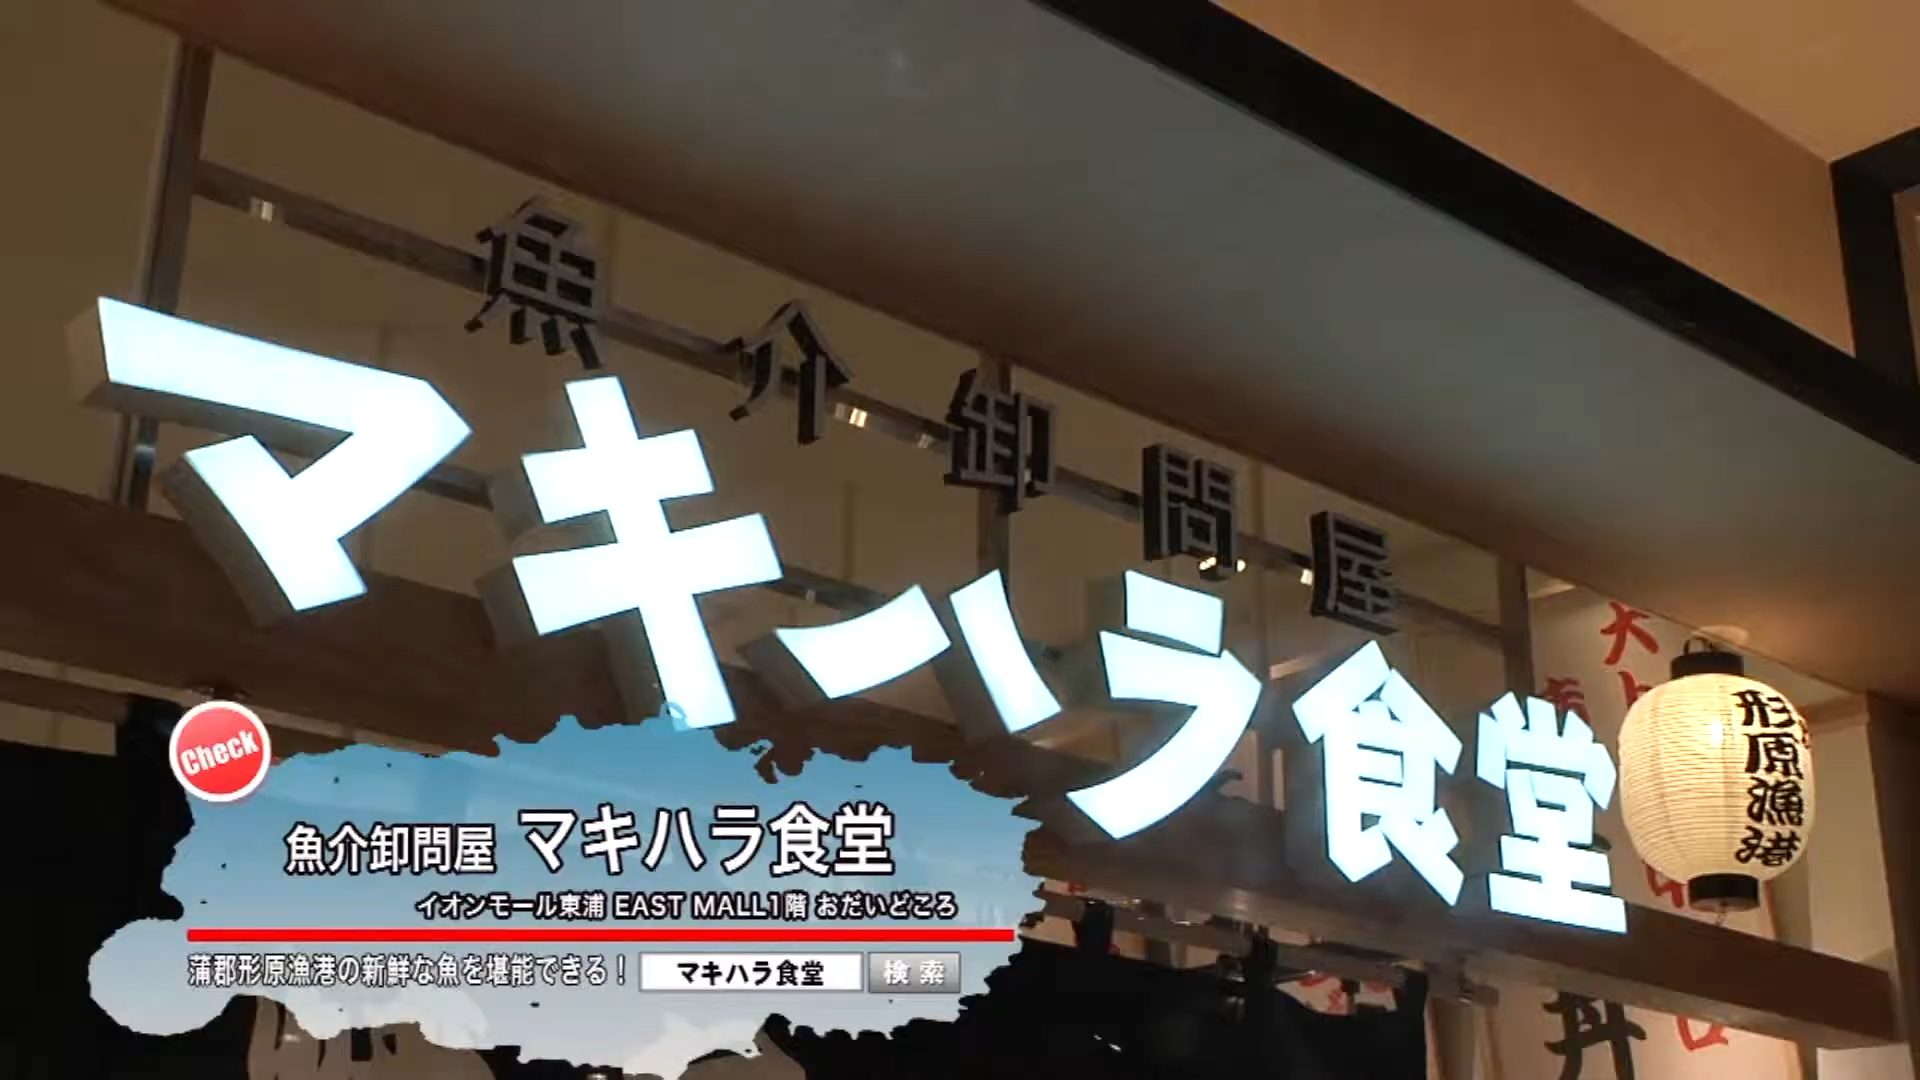 魚介卸問屋
マキハラ食堂
形原漁港
Check
魚介卸問屋 マキハラ食堂
イオンモール東浦 EAST MALL1階 おだいどころ
蒲郡形原漁港の新鮮な魚を堪能できる！ マキハラ食堂 検索
大
丼